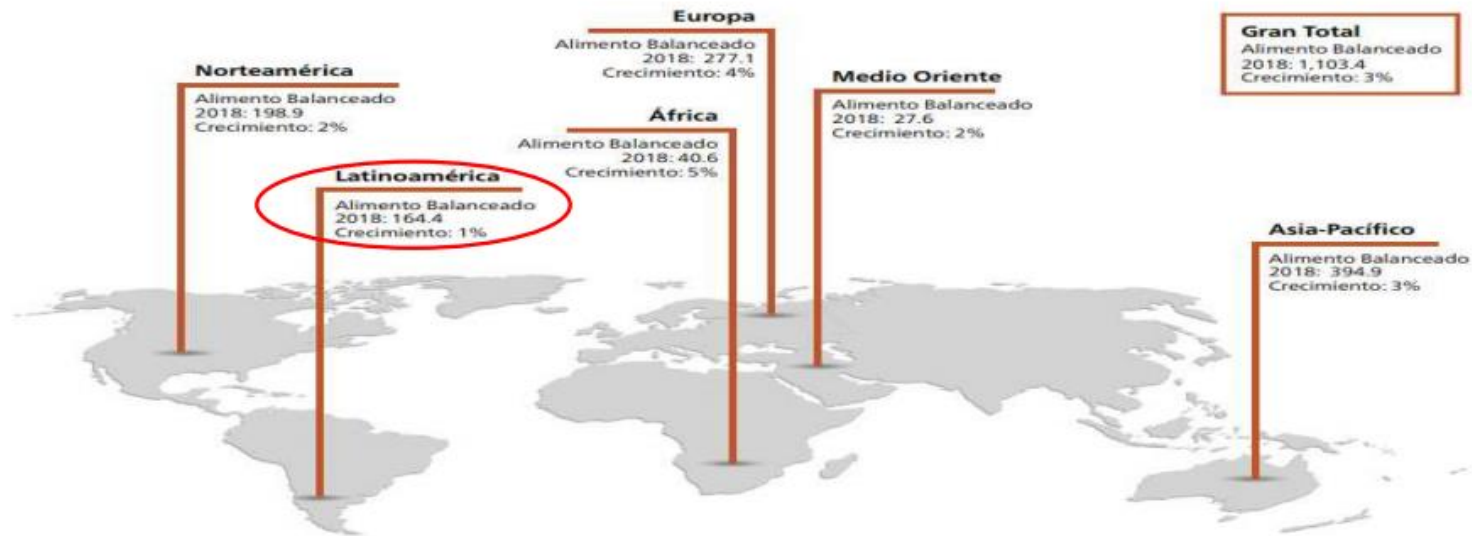 Europa
Alimento Balanceado
2018: 277.1
Crecimiento: 4%
Gran Total
Alimento Balanceado
2018: 1,103.4
Crecimiento: 3%
Norteamérica
Alimento Balanceado
2018: 198.9
Crecimiento: 2%
Medio Oriente
Alimento Balanceado
2018: 27.6
Crecimiento: 2%
África
Alimento Balanceado
2018: 40.6
Crecimiento: 5%
Latinoamérica
Alimento Balanceado
2018: 164.4
Crecimiento: 1%
Asia-Pacífico
Alimento Balanceado
2018: 394.9
Crecimiento: 3%